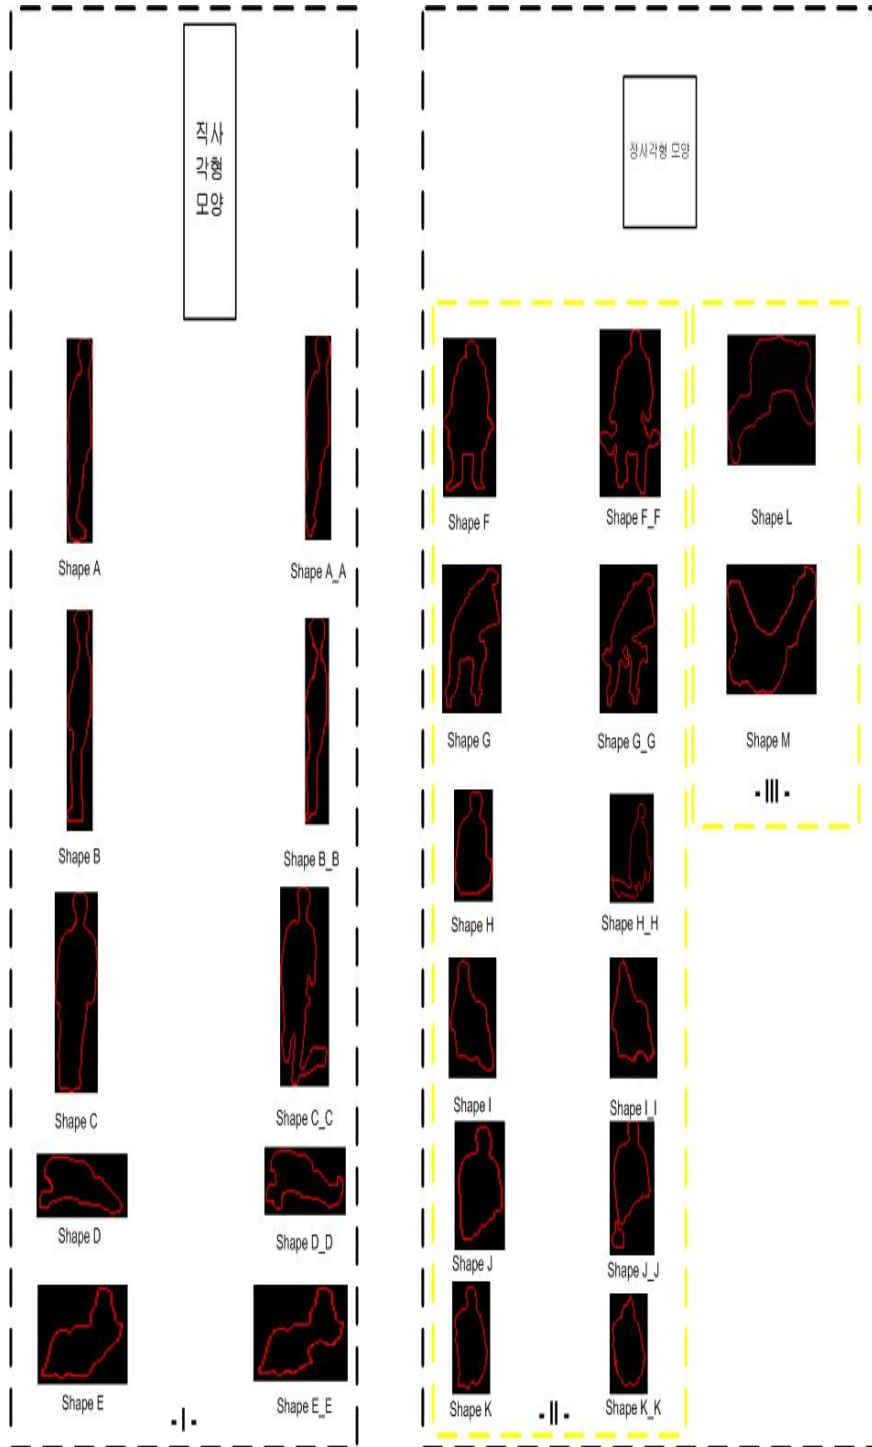 직사
각형
모양
Shape A
Shape A_A
Shape B
Shape B_B
Shape C
Shape C_C
Shape D
Shape D_D
Shape E
Shape E_E
- I -
정사각형 모양
Shape F
Shape F_F
Shape L
Shape G
Shape G_G
Shape M
- III -
Shape H
Shape H_H
Shape I
Shape I_I
Shape J
Shape J_J
Shape K
Shape K_K
- II -